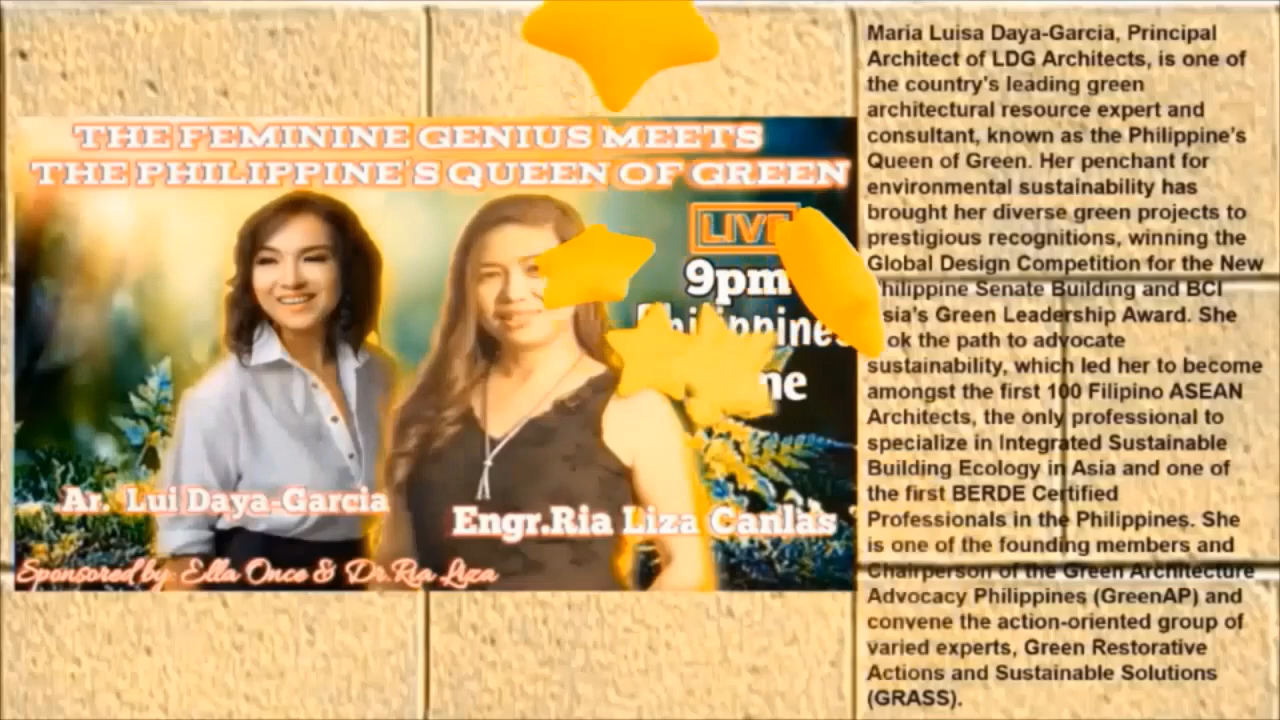 THE FEMININE GENIUS MEETS
THE PHILIPPINE'S QUEEN OF GREEN
LIVE
9pm
Philippine
Ar. Lui Daya-Garcia
Engr.Ria Liza Canlas
Sponsored by: Ella Once & Dr.Ria Liza
Maria Luisa Daya-Garcia, Principal
Architect of LDG Architects, is one of
the country's leading green
architectural resource expert and
consultant, known as the Philippine's
Queen of Green. Her penchant for
environmental sustainability has
brought her diverse green projects to
prestigious recognitions, winning the
Global Design Competition for the New
hilippine Senate Building and BCI
sia's Green Leadership Award. She
ok the path to advocate
sustainability, which led her to become
amongst the first 100 Filipino ASEAN
Architects, the only professional to
specialize in Integrated Sustainable
Building Ecology in Asia and one of
the first BERDE Certified
Professionals in the Philippines. She
is one of the founding members and
Chairperson of the Green Architecture
Advocacy Philippines (GreenAP) and
convene the action-oriented group of
varied experts, Green Restorative
Actions and Sustainable Solutions
(GRASS).